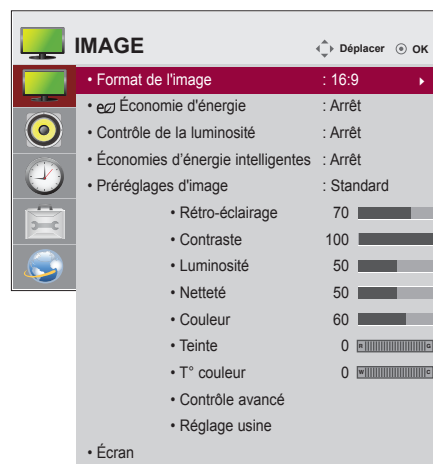 IMAGE Déplacer OK
• Format de l'image : 16:9
• Économie d'énergie : Arrêt
• Contrôle de la luminosité : Arrêt
• Économies d’énergie intelligentes : Arrêt
• Préréglages d'image : Standard
• Rétro-éclairage 70
• Contraste 100
• Luminosité 50
• Netteté 50
• Couleur 60
• Teinte 0 R G
• T° couleur 0 W C
• Contrôle avancé
• Réglage usine
• Écran